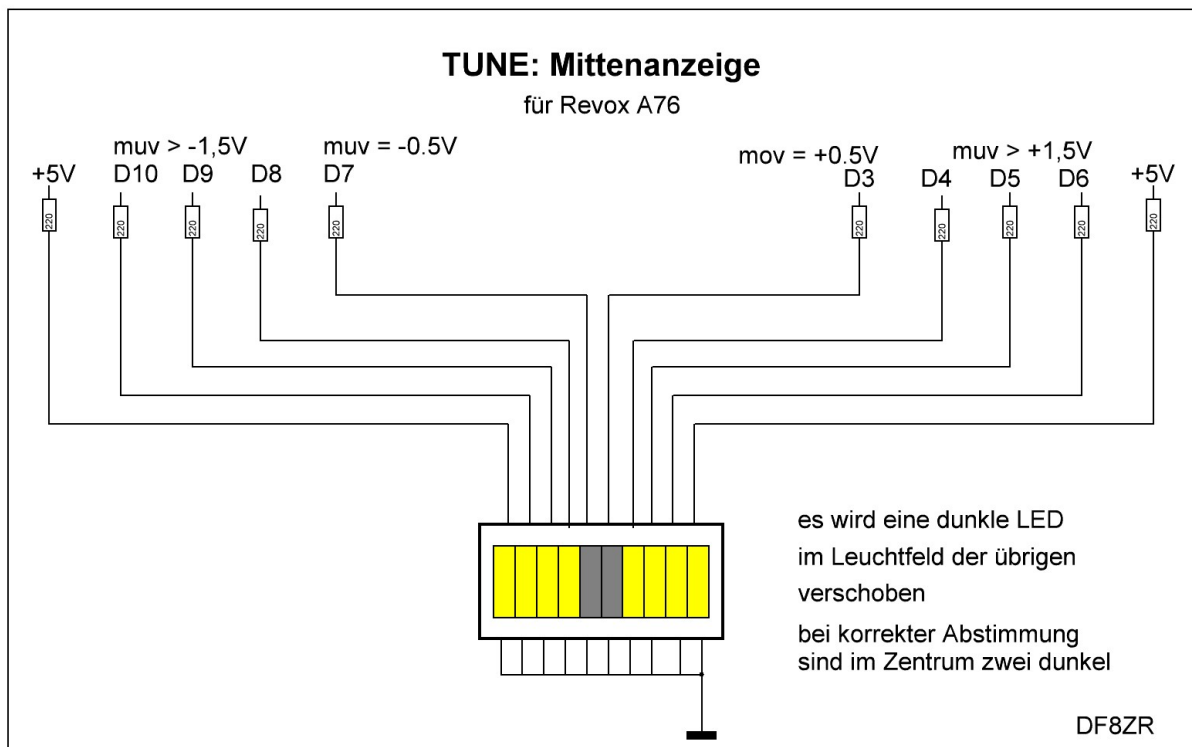 TUNE: Mittenanzeige
für Revox A76
muv > -1,5V
muv = -0.5V
mov = +0.5V
muv > +1,5V
+5V D10 D9 D8 D7 D3 D4 D5 D6 +5V
220 220 220 220 220 220 220 220 220 220
es wird eine dunkle LED
im Leuchtfeld der übrigen
verschoben
bei korrekter Abstimmung
sind im Zentrum zwei dunkel
DF8ZR